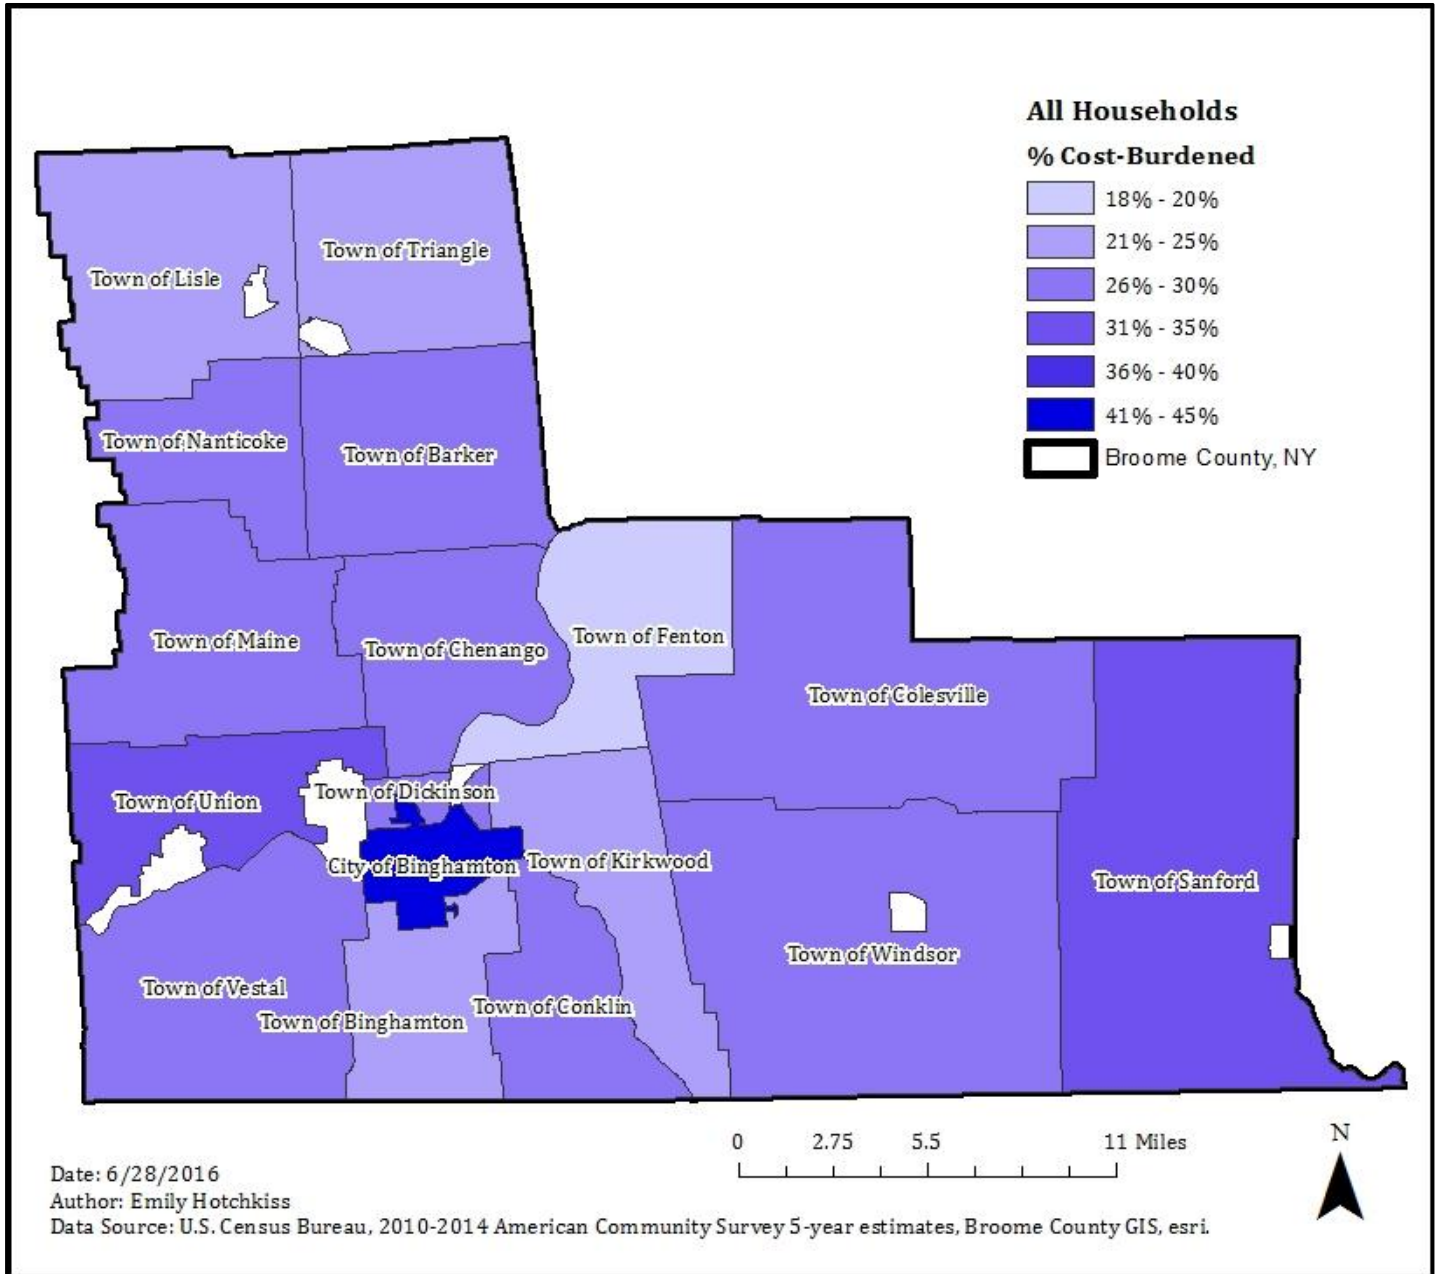 All Households
% Cost-Burdened
18% - 20%
21% - 25%
26% - 30%
31% - 35%
36% - 40%
41% - 45%
Broome County, NY
Town of Triangle
Town of Lisle
Town of Nanticoke
Town of Barker
Town of Maine
Town of Chenango
Town of Fenton
Town of Colesville
Town of Union
Town of Dickinson
City of Binghamton
Town of Kirkwood
Town of Sanford
Town of Windsor
Town of Vestal
Town of Binghamton
Town of Conklin
0 2.75 5.5 11 Miles
N
Date: 6/28/2016
Author: Emily Hotchkiss
Data Source: U.S. Census Bureau, 2010-2014 American Community Survey 5-year estimates, Broome County GIS, esri.